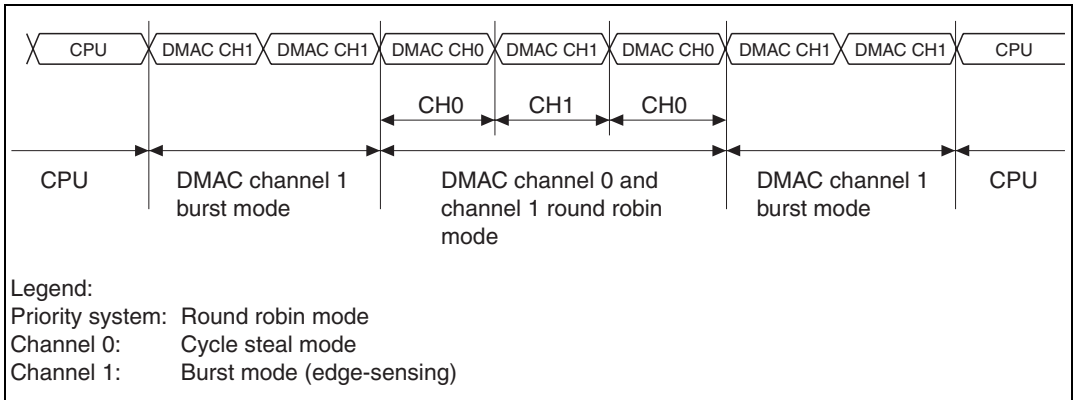 CPU DMAC CH1 DMAC CH1 DMAC CH0 DMAC CH1 DMAC CH0 DMAC CH1 DMAC CH1 CPU
CH0 CH1 CH0
CPU
DMAC channel 1
burst mode
DMAC channel 0 and
channel 1 round robin
mode
DMAC channel 1
burst mode
CPU
Legend:
Priority system: Round robin mode
Channel 0: Cycle steal mode
Channel 1: Burst mode (edge-sensing)